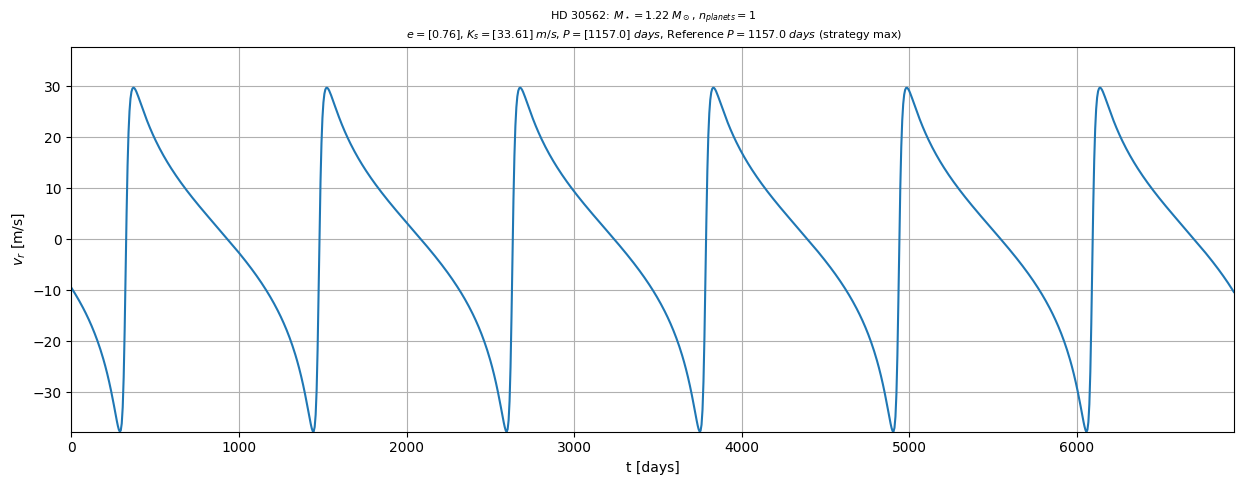 HD 30562: $M_\star = 1.22\ M_\odot$, $n_{planets} = 1$
$e = [0.76]$, $K_s = [33.61]\ m/s$, $P = [1157.0]\ days$, Reference $P = 1157.0\ days$ (strategy max)
30
20
10
0
−10
−20
−30
$v_r$ [m/s]
0 1000 2000 3000 4000 5000 6000
t [days]